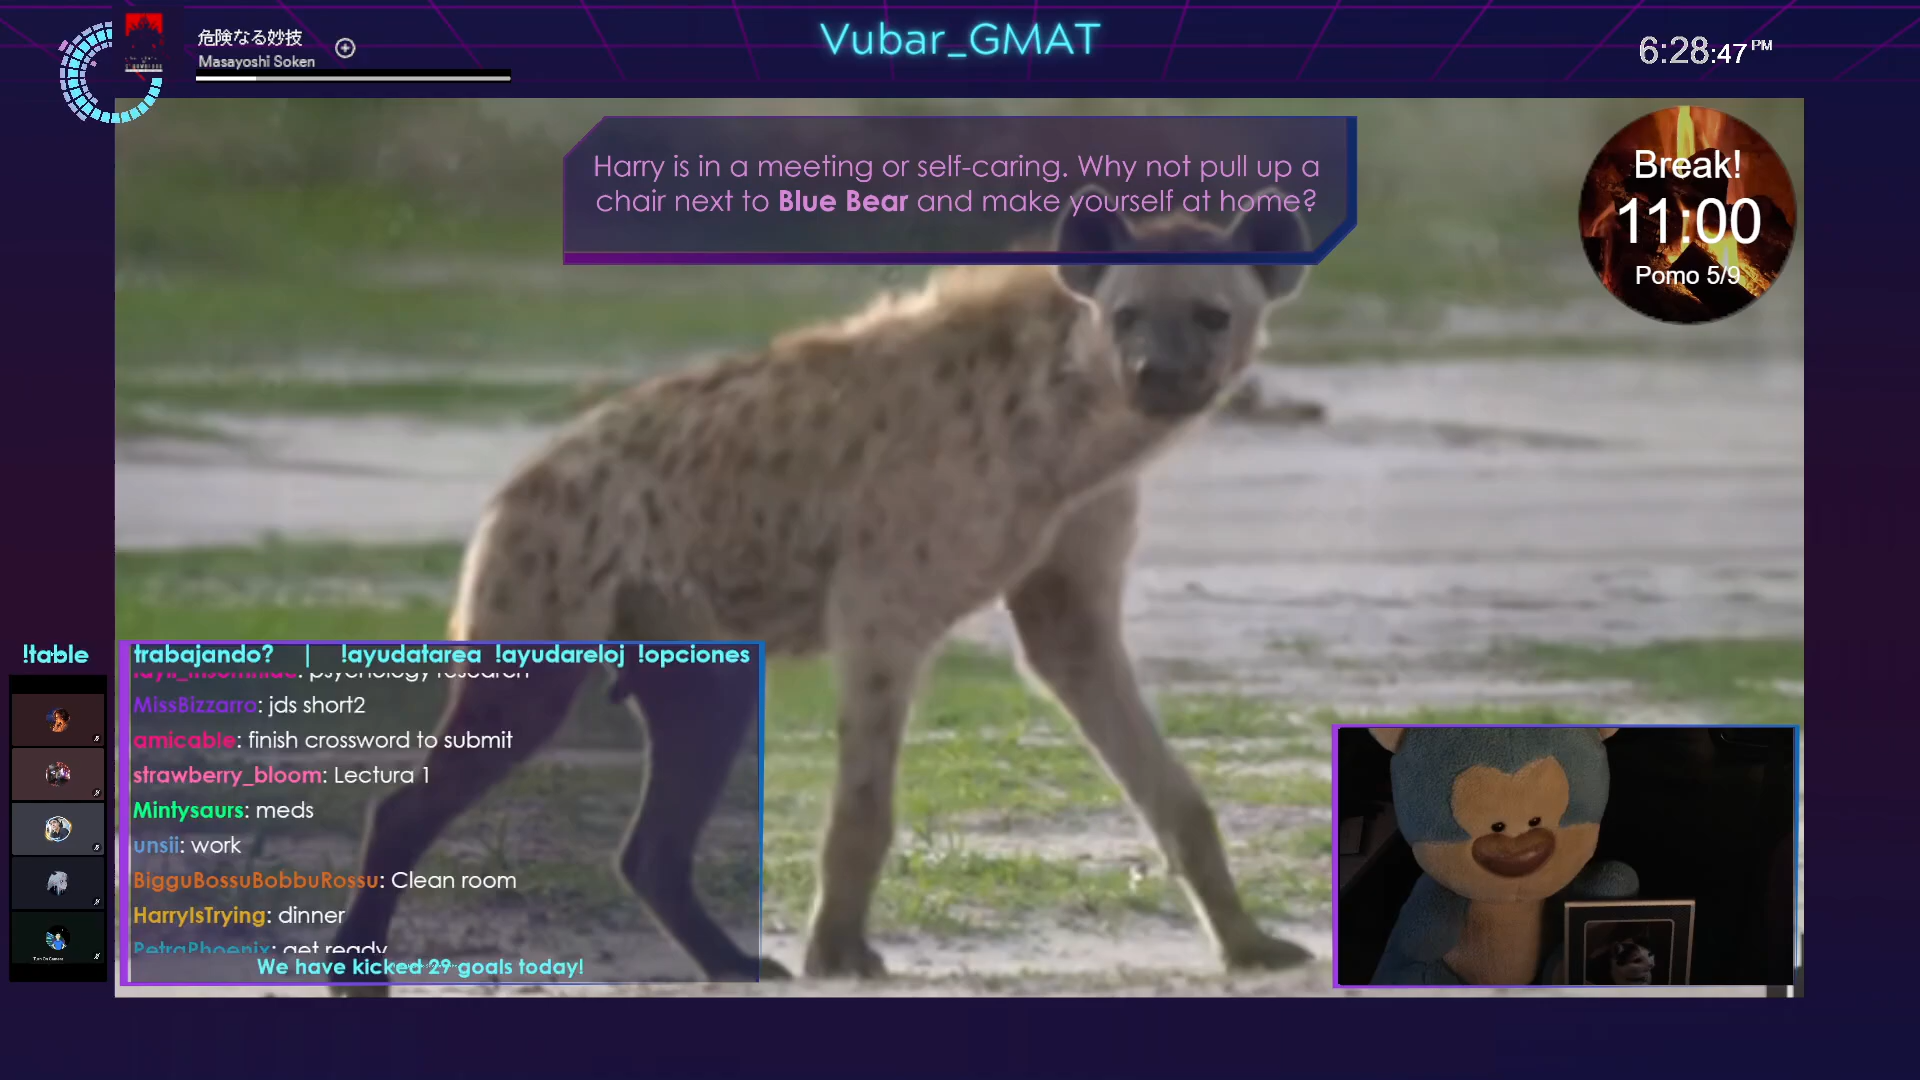 危険なる妙技
Masayoshi Soken
Vubar_GMAT
6:28:47 PM
Harry is in a meeting or self-caring. Why not pull up a
chair next to Blue Bear and make yourself at home?
Break!
11:00
Pomo 5/9
!table
trabajando? | !ayudatarea !ayudareloj !opciones
psychology research
MissBizzarro: jds short2
amicable: finish crossword to submit
strawberry_bloom: Lectura 1
Mintysaurs: meds
unsii: work
BigguBossuBobbuRossu: Clean room
HarryIsTrying: dinner
PetraPhoenix: get ready
We have kicked 29 goals today!